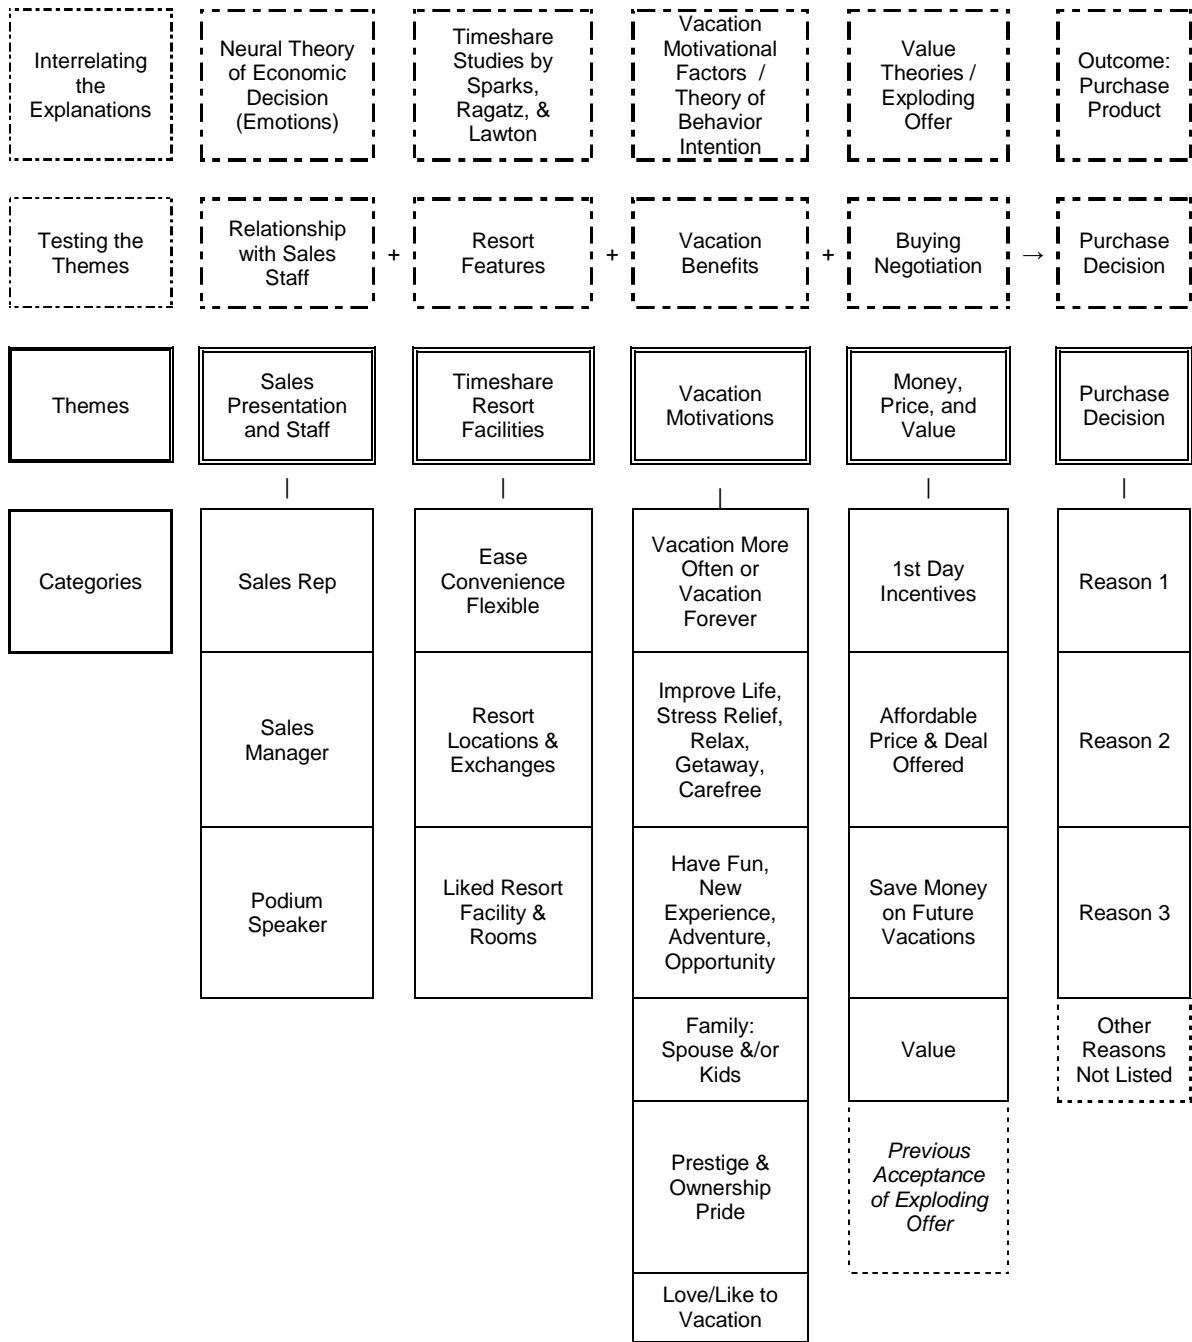 Interrelating
the
Explanations
Neural Theory
of Economic
Decision
(Emotions)
Timeshare
Studies by
Sparks,
Ragatz, &
Lawton
Vacation
Motivational
Factors /
Theory of
Behavior
Intention
Value
Theories /
Exploding
Offer
Outcome:
Purchase
Product
Testing the
Themes
Relationship
with Sales
Staff
+
Resort
Features
+
Vacation
Benefits
+
Buying
Negotiation
→
Purchase
Decision
Themes
Sales
Presentation
and Staff
Timeshare
Resort
Facilities
Vacation
Motivations
Money,
Price, and
Value
Purchase
Decision
|
|
|
|
|
Categories
Sales Rep
Ease
Convenience
Flexible
Vacation More
Often or
Vacation
Forever
1st Day
Incentives
Reason 1
Sales
Manager
Resort
Locations &
Exchanges
Improve Life,
Stress Relief,
Relax,
Getaway,
Carefree
Affordable
Price & Deal
Offered
Reason 2
Podium
Speaker
Liked Resort
Facility &
Rooms
Have Fun,
New
Experience,
Adventure,
Opportunity
Save Money
on Future
Vacations
Reason 3
Family:
Spouse &/or
Kids
Value
Other
Reasons
Not Listed
Prestige &
Ownership
Pride
Previous
Acceptance
of Exploding
Offer
Love/Like to
Vacation